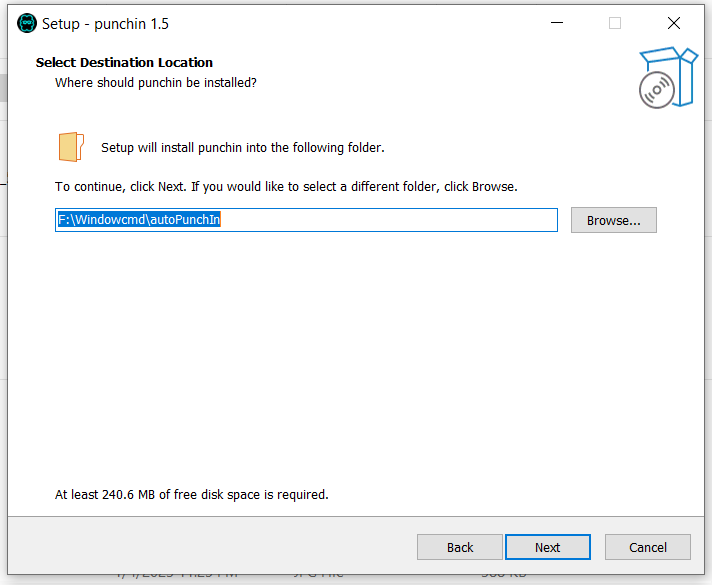 Setup - punchin 1.5
Select Destination Location
Where should punchin be installed?
Setup will install punchin into the following folder.
To continue, click Next. If you would like to select a different folder, click Browse.
F:\Windowcmd\autoPunchIn
Browse...
At least 240.6 MB of free disk space is required.
Back
Next
Cancel